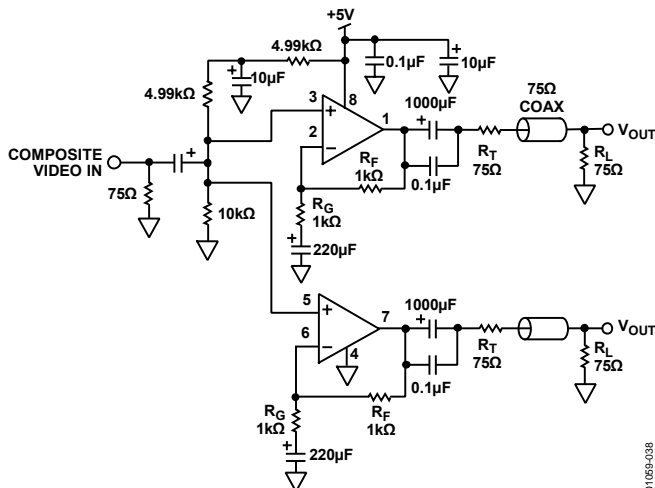 +5V
4.99kΩ
4.99kΩ
+
10µF
0.1µF
+
10µF
COMPOSITE
VIDEO IN
75Ω
+
10kΩ
3
+
2
–
8
1
1000µF
+
0.1µF
R_F
1kΩ
R_G
1kΩ
+
220µF
R_T
75Ω
75Ω
COAX
V_OUT
R_L
75Ω
5
+
6
–
7
4
1000µF
+
0.1µF
R_F
1kΩ
R_G
1kΩ
+
220µF
R_T
75Ω
V_OUT
R_L
75Ω
01059-038